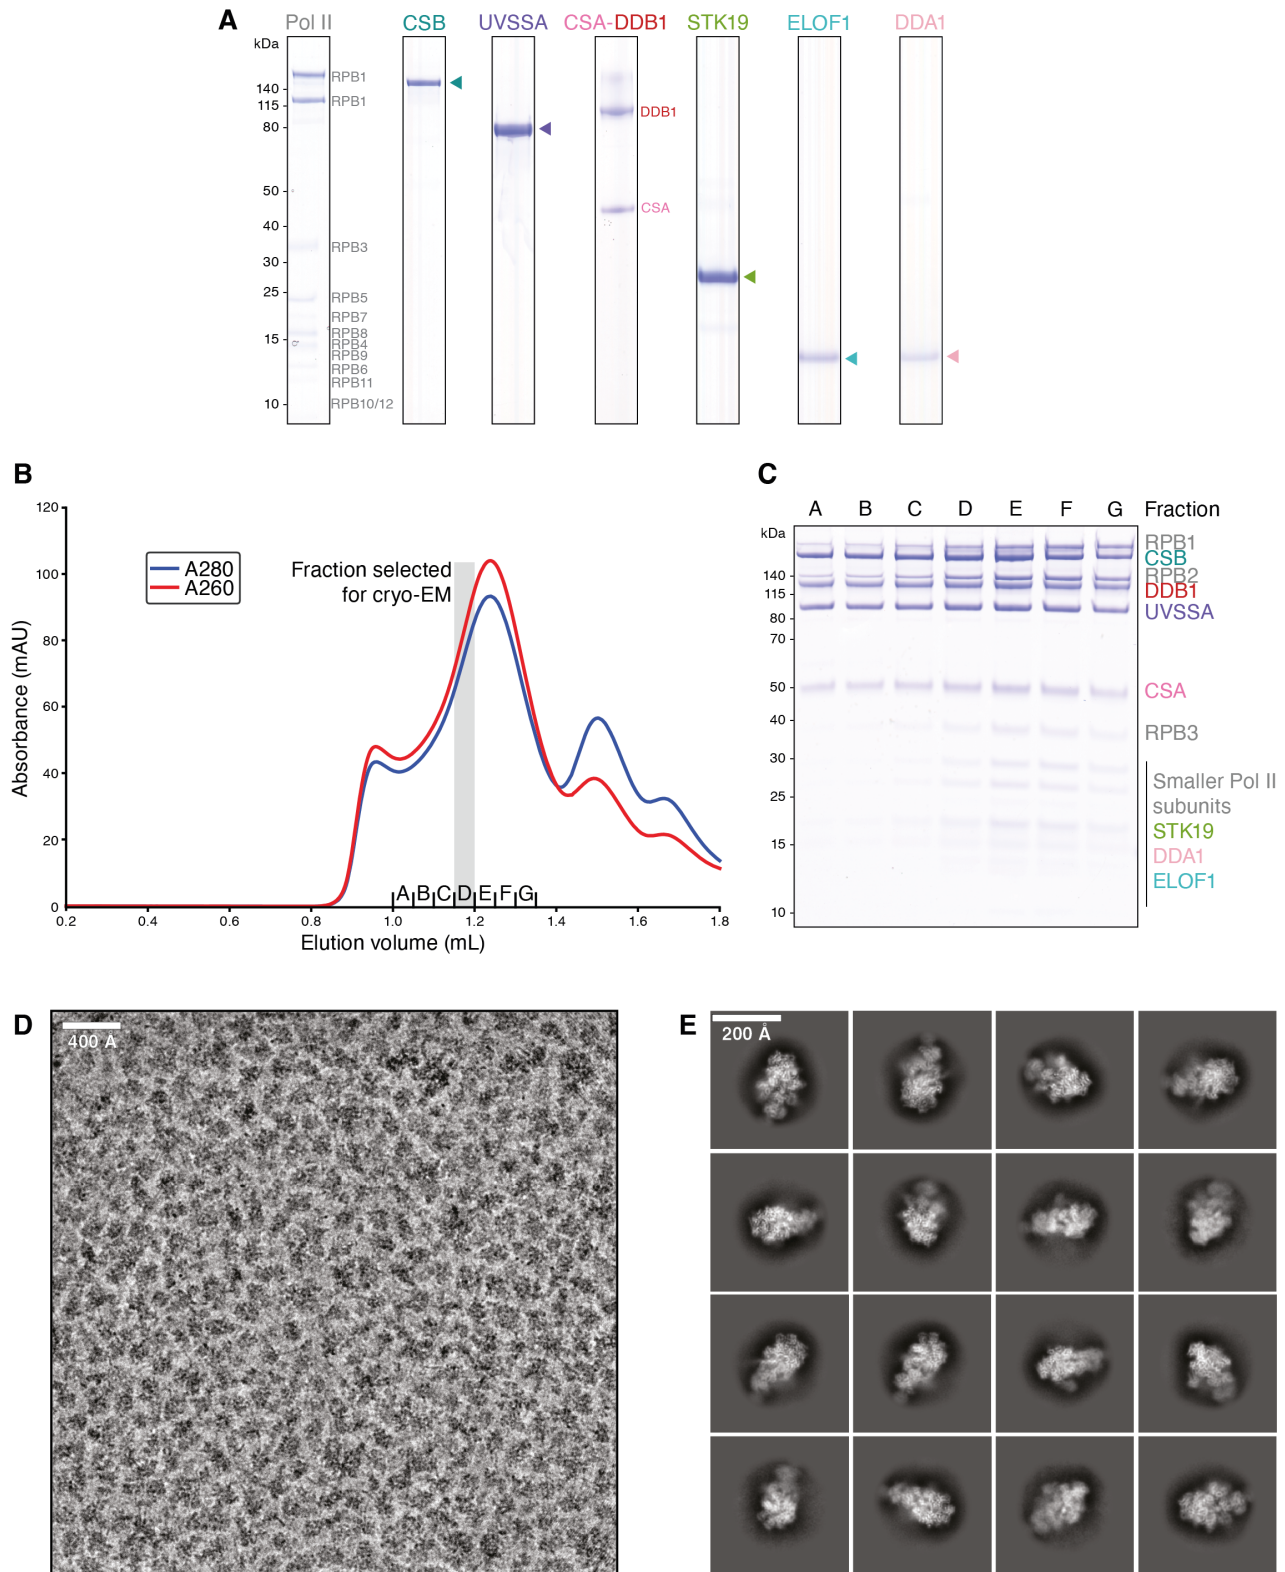 A
Pol II CSB UVSSA CSA-DDB1 STK19 ELOF1 DDA1
kDa
140
115
80
50
40
30
25
15
10
RPB1
RPB1
RPB3
RPB5
RPB7
RPB8
RPB4
RPB9
RPB6
RPB11
RPB10/12
DDB1
CSA
B
120
100
80
60
40
20
0
Absorbance (mAU)
A280
A260
Fraction selected
for cryo-EM
A B C D E F G
0.2 0.4 0.6 0.8 1.0 1.2 1.4 1.6 1.8
Elution volume (mL)
C
A B C D E F G Fraction
kDa
140
115
80
70
50
40
30
25
15
10
RPB1
CSB
RPB2
DDB1
UVSSA
CSA
RPB3
Smaller Pol II
subunits
STK19
DDA1
ELOF1
D
400 Å
E
200 Å